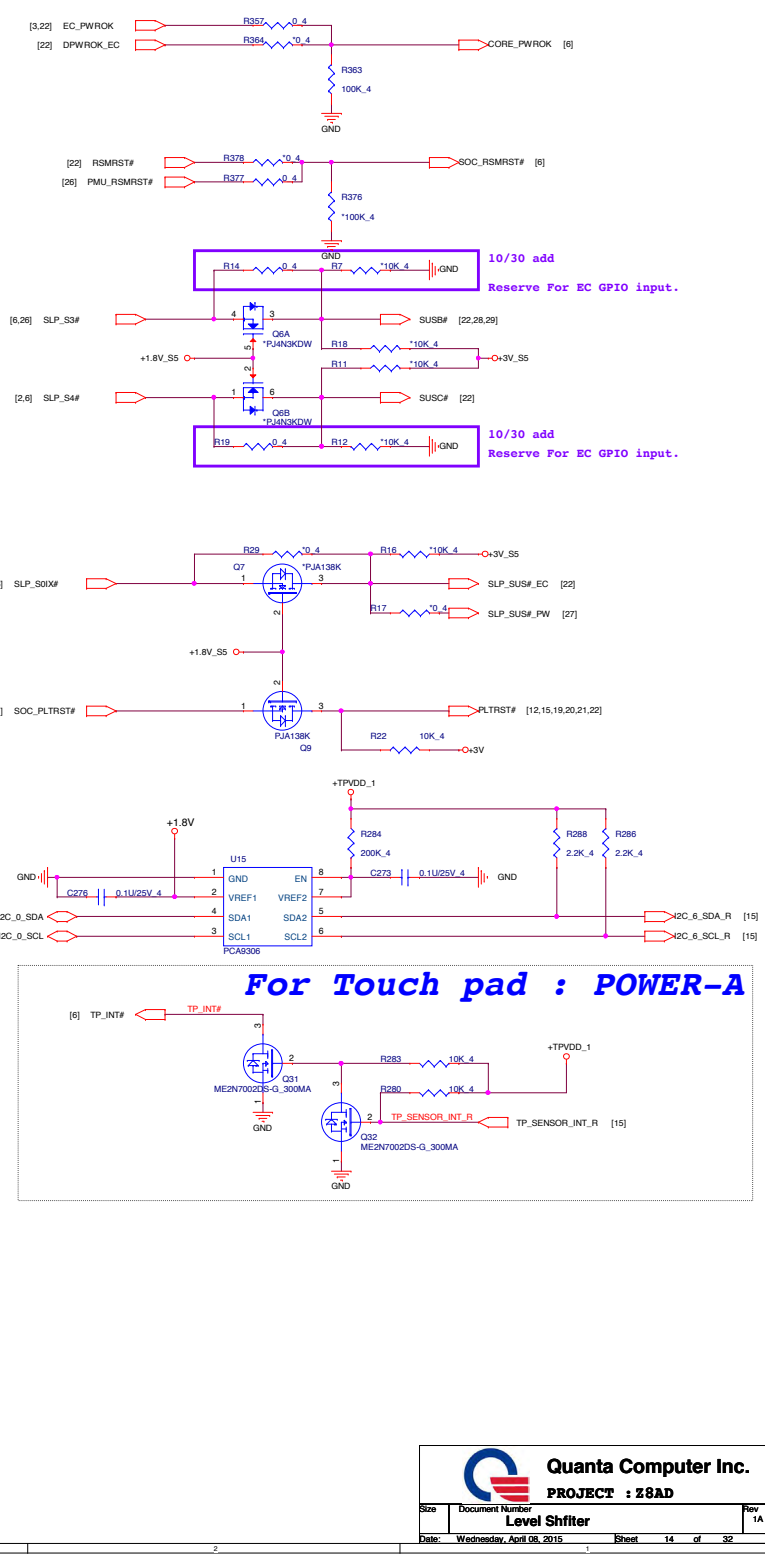 [3,22] EC_PWROK R357 0_4
[22] DPWROK_EC R364 *0_4 CORE_PWROK [6]
R363
100K_4
GND
[22] RSMRST# R378 *0_4 SOC_RSMRST# [6]
[26] PMU_RSMRST# R377 0_4
R376
*100K_4
GND
10/30 add
R14 0_4 R7 *10K_4 GND
Reserve For EC GPIO input.
[6,26] SLP_S3# 4 3 SUSB# [22,28,29]
Q6A
*PJ4N3KDW
5
R18 *10K_4
+1.8V_S5 +3V_S5
R11 *10K_4
2
[2,6] SLP_S4# 1 6 SUSC# [22]
Q6B
*PJ4N3KDW
10/30 add
R19 0_4 R12 *10K_4 GND
Reserve For EC GPIO input.
R29 *0_4 R16 *10K_4 +3V_S5
Q7 *PJA138K
] SLP_S0IX# 1 3 SLP_SUS#_EC [22]
2
R17 *0_4 SLP_SUS#_PW [27]
+1.8V_S5
2
] SOC_PLTRST# 1 3 PLTRST# [12,15,19,20,21,22]
PJA138K
Q9
R22 10K_4 +3V
+TPVDD_1
+1.8V
R284
200K_4
R288
2.2K_4
R286
2.2K_4
U15
GND 1 GND EN 8 C273 0.1U/25V_4 GND
C276 0.1U/25V_4 2 VREF1 VREF2 7
I2C_0_SDA 4 SDA1 SDA2 5 I2C_6_SDA_R [15]
I2C_0_SCL 3 SCL1 SCL2 6 I2C_6_SCL_R [15]
PCA9306
For Touch pad : POWER-A
[6] TP_INT# TP_INT#
3
+TPVDD_1
2 R283 10K_4
Q31
ME2N7002DS-G_300MA
1
GND
3
R280 10K_4
2 TP_SENSOR_INT_R TP_SENSOR_INT_R [15]
Q32
ME2N7002DS-G_300MA
1
GND
Quanta Computer Inc.
PROJECT : Z8AD
Size Document Number Rev
Level Shfiter 1A
Date: Wednesday, April 08, 2015 Sheet 14 of 32
2 1